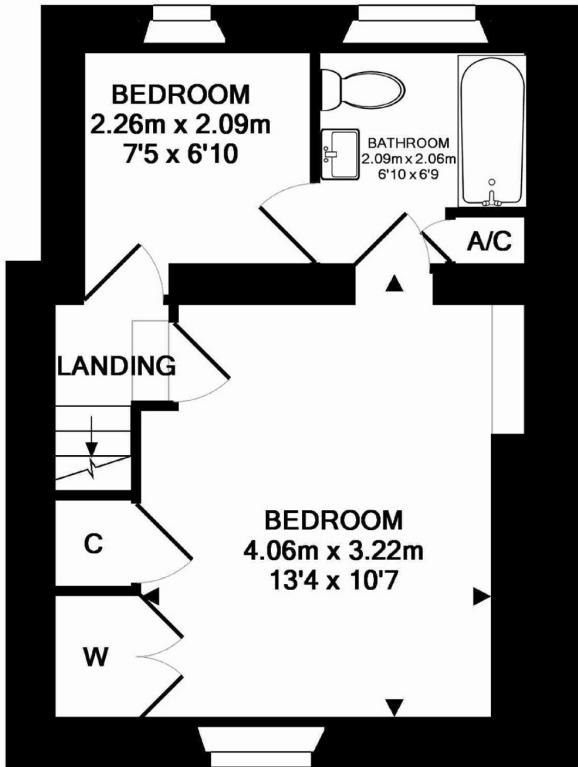 BEDROOM
2.26m x 2.09m
7'5 x 6'10
BATHROOM
2.09m x 2.06m
6'10 x 6'9
A/C
LANDING
C
BEDROOM
4.06m x 3.22m
13'4 x 10'7
W